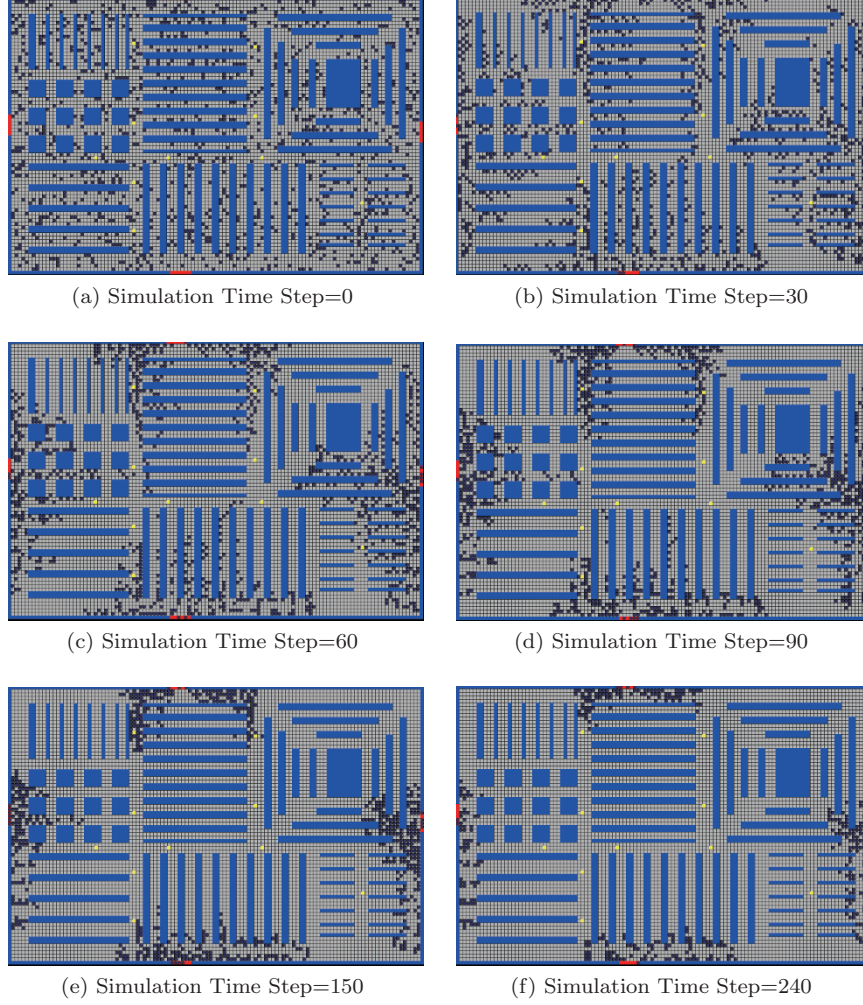 (a) Simulation Time Step=0
(b) Simulation Time Step=30
(c) Simulation Time Step=60
(d) Simulation Time Step=90
(e) Simulation Time Step=150
(f) Simulation Time Step=240